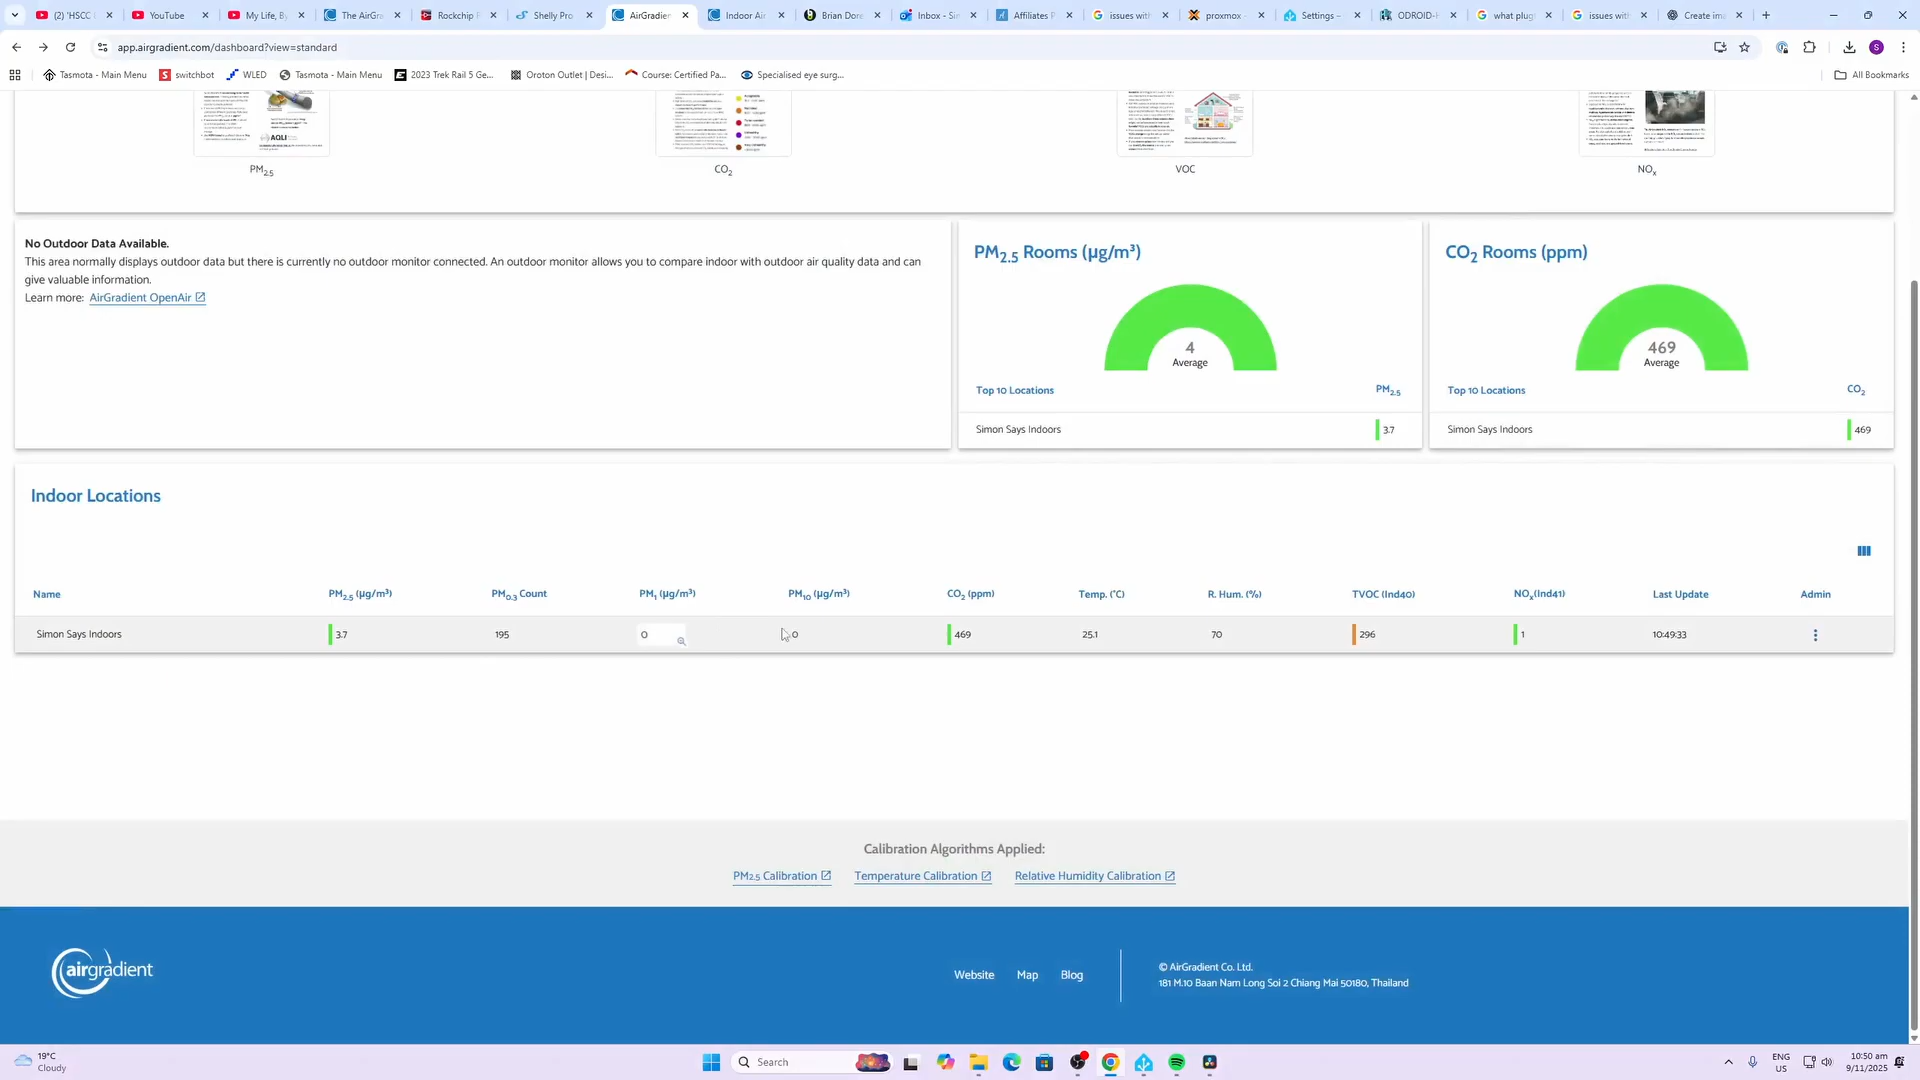 (2) 'HSCC
YouTube
My Life, By
The AirGra
Rockchip R
Shelly Pro
AirGradien
Indoor Air
Brian Dore
Inbox - Sim
Affiliates P
issues with
proxmox -
Settings –
ODROID-H
what plug
issues with
Create ima
app.airgradient.com/dashboard?view=standard
S
Tasmota - Main Menu
switchbot
WLED
Tasmota - Main Menu
2023 Trek Rail 5 Ge...
Oroton Outlet | Desi...
Course: Certified Pa...
Specialised eye surg...
All Bookmarks
AQLI
PM2.5
CO2
VOC
NOx
No Outdoor Data Available.
This area normally displays outdoor data but there is currently no outdoor monitor connected. An outdoor monitor allows you to compare indoor with outdoor air quality data and can
give valuable information.
Learn more: AirGradient OpenAir
PM2.5 Rooms (µg/m³)
4
Average
Top 10 Locations PM2.5
Simon Says Indoors 3.7
CO2 Rooms (ppm)
469
Average
Top 10 Locations CO2
Simon Says Indoors 469
Indoor Locations
Name PM2.5 (µg/m³) PM0.3 Count PM1 (µg/m³) PM10 (µg/m³) CO2 (ppm) Temp. (°C) R. Hum. (%) TVOC (Ind40) NOx(Ind41) Last Update Admin
Simon Says Indoors 3.7 195 0 0 469 25.1 70 296 1 10:49:33
Calibration Algorithms Applied:
PM2.5 Calibration Temperature Calibration Relative Humidity Calibration
airgradient
Website Map Blog
© AirGradient Co. Ltd.
181 M.10 Baan Nam Long Soi 2 Chiang Mai 50180, Thailand
19°C
Cloudy
Search
ENG
US
10:50 am
9/11/2025